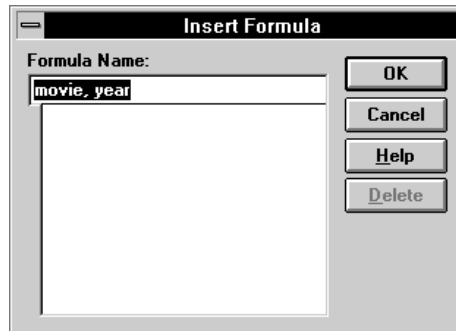 Insert Formula
Formula Name:
movie, year
OK
Cancel
Help
Delete